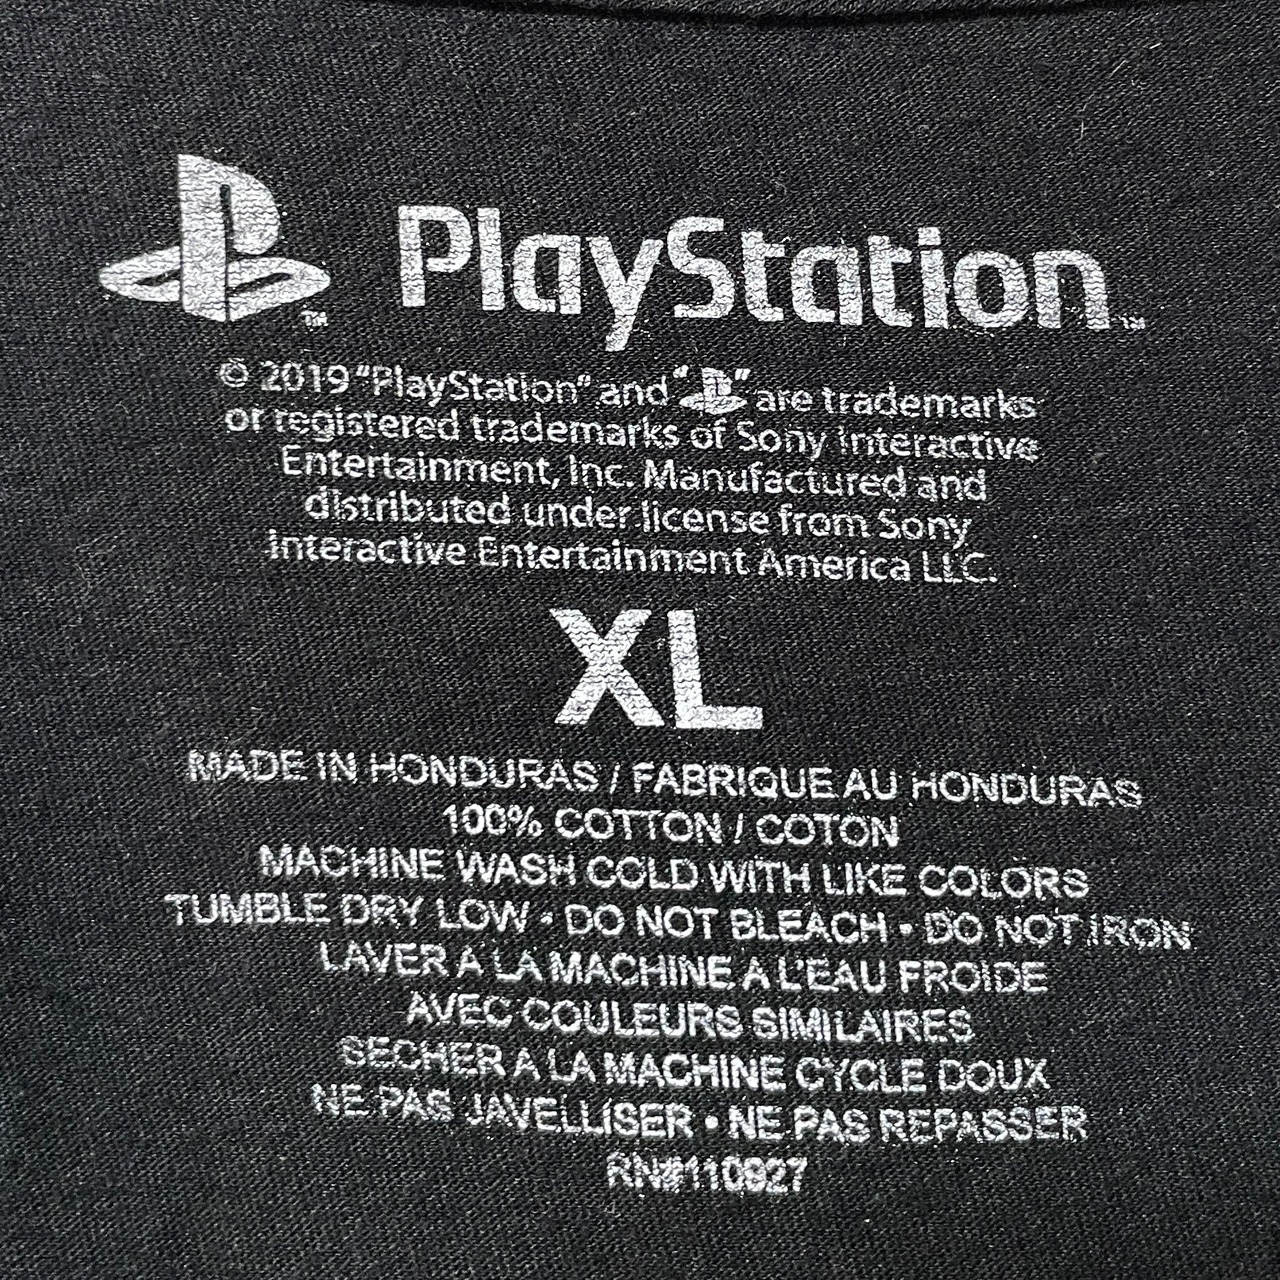 PlayStation™
™
© 2019 "PlayStation" and " " are trademarks
or registered trademarks of Sony Interactive
Entertainment, Inc. Manufactured and
distributed under license from Sony
Interactive Entertainment America LLC.
XL
MADE IN HONDURAS / FABRIQUE AU HONDURAS
100% COTTON / COTON
MACHINE WASH COLD WITH LIKE COLORS
TUMBLE DRY LOW • DO NOT BLEACH • DO NOT IRON
LAVER A LA MACHINE A L'EAU FROIDE
AVEC COULEURS SIMILAIRES
SECHER A LA MACHINE CYCLE DOUX
NE PAS JAVELLISER • NE PAS REPASSER
RN#110927